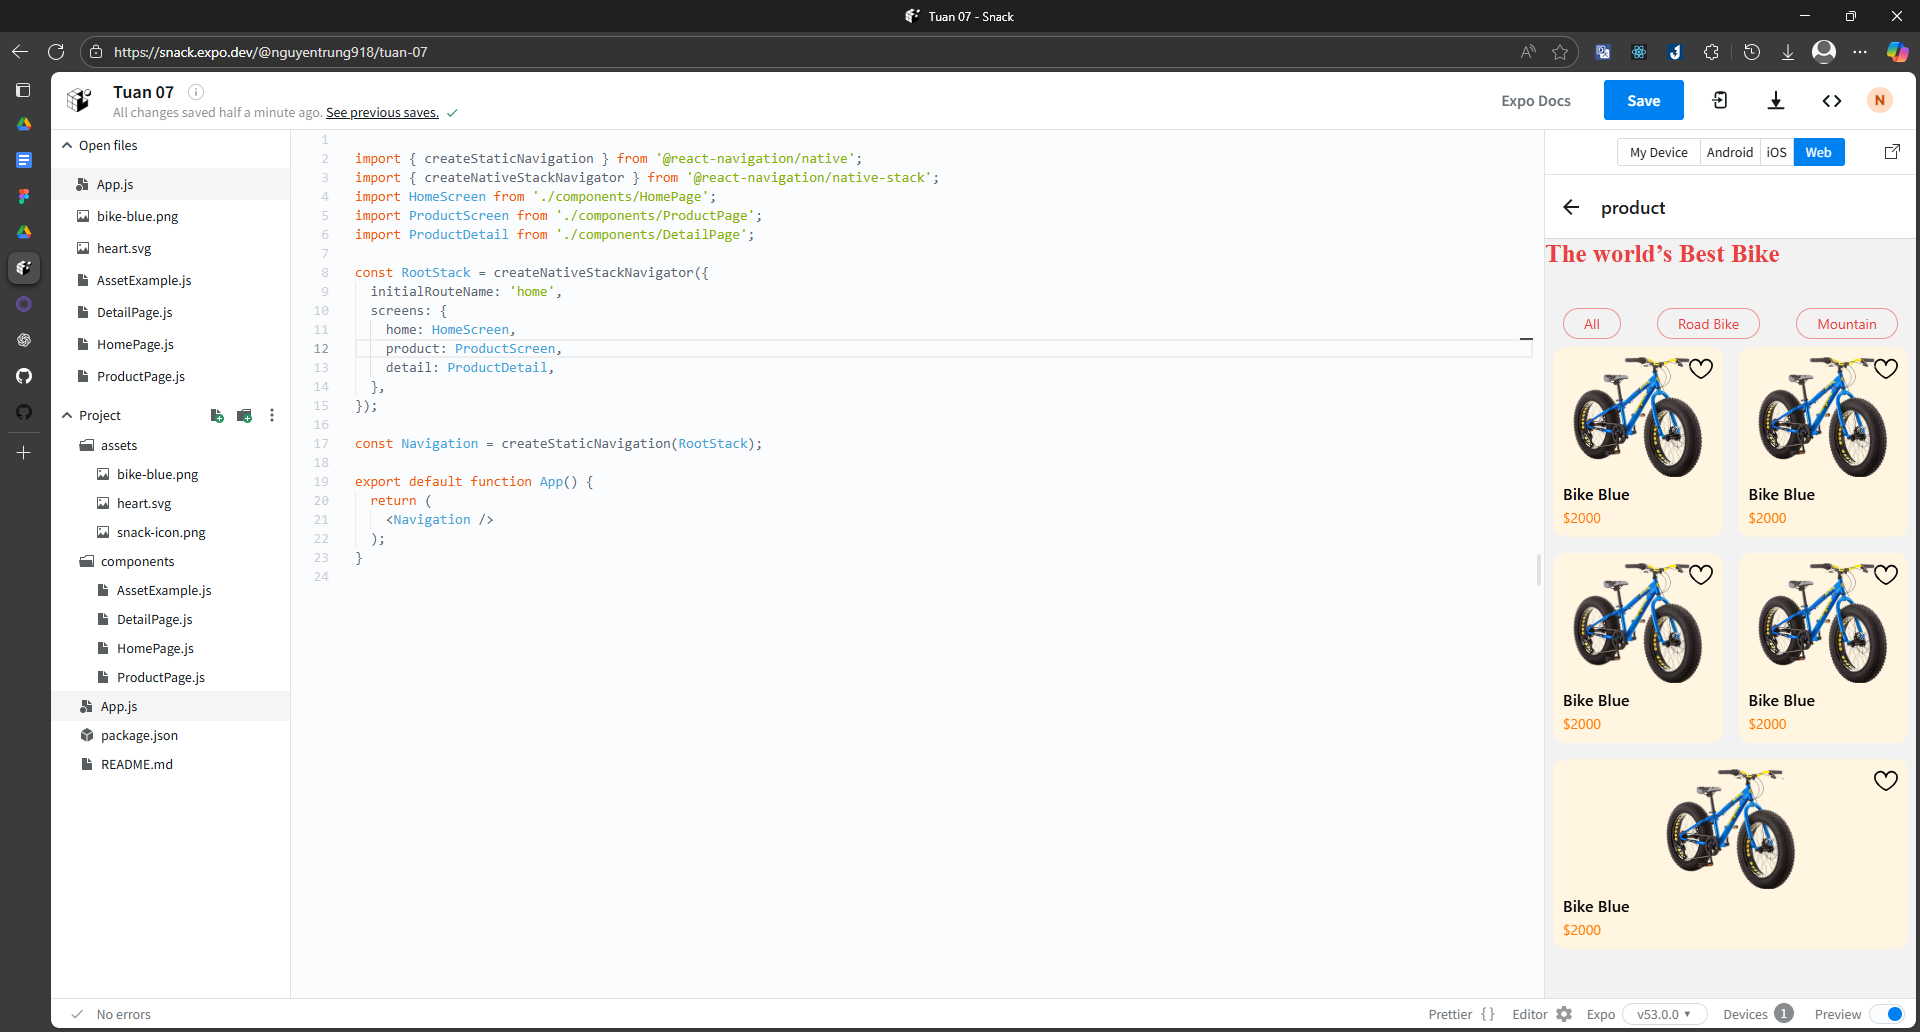 Tuan 07 - Snack
https://snack.expo.dev/@nguyentrung918/tuan-07
Tuan 07
All changes saved half a minute ago. See previous saves.
Expo Docs
Save
N
Open files
App.js
bike-blue.png
heart.svg
AssetExample.js
DetailPage.js
HomePage.js
ProductPage.js
Project
assets
bike-blue.png
heart.svg
snack-icon.png
components
AssetExample.js
DetailPage.js
HomePage.js
ProductPage.js
App.js
package.json
README.md
1
2 import { createStaticNavigation } from '@react-navigation/native';
3 import { createNativeStackNavigator } from '@react-navigation/native-stack';
4 import HomeScreen from './components/HomePage';
5 import ProductScreen from './components/ProductPage';
6 import ProductDetail from './components/DetailPage';
7
8 const RootStack = createNativeStackNavigator({
9 initialRouteName: 'home',
10 screens: {
11 home: HomeScreen,
12 product: ProductScreen,
13 detail: ProductDetail,
14 },
15 });
16
17 const Navigation = createStaticNavigation(RootStack);
18
19 export default function App() {
20 return (
21 <Navigation />
22 );
23 }
24
My Device Android iOS Web
product
The world’s Best Bike
All Road Bike Mountain
Bike Blue
$2000
Bike Blue
$2000
Bike Blue
$2000
Bike Blue
$2000
Bike Blue
$2000
No errors
Prettier {} Editor Expo v53.0.0 Devices 1 Preview